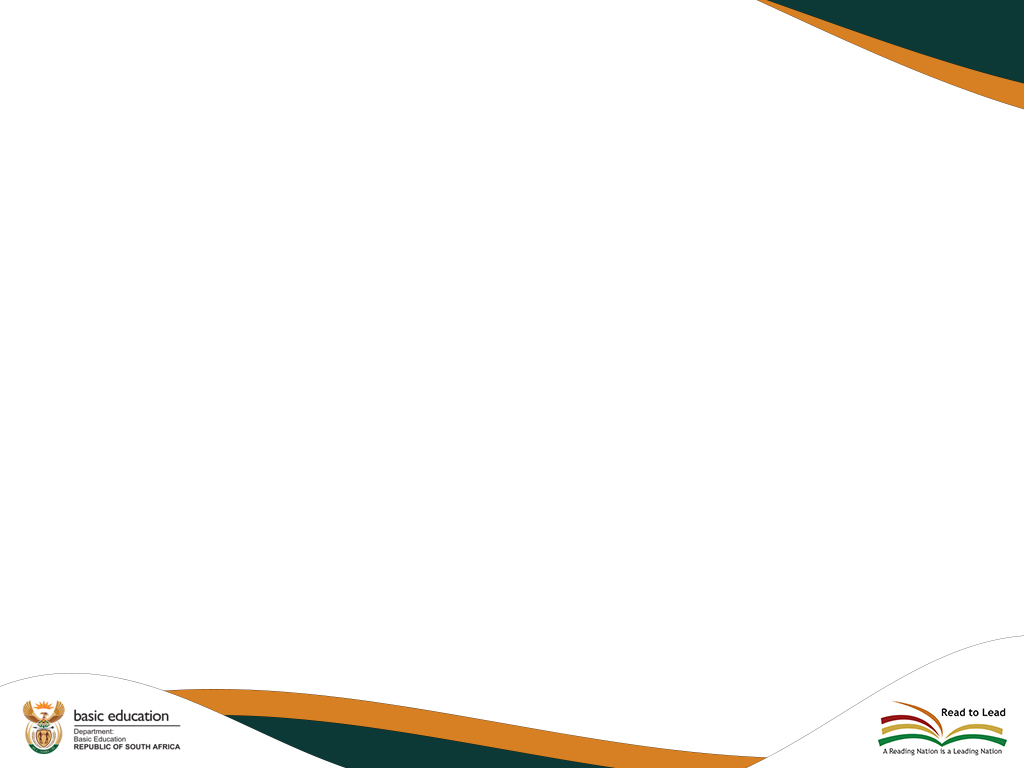 basic education
Department:
Basic Education
REPUBLIC OF SOUTH AFRICA
Read to Lead
A Reading Nation is a Leading Nation